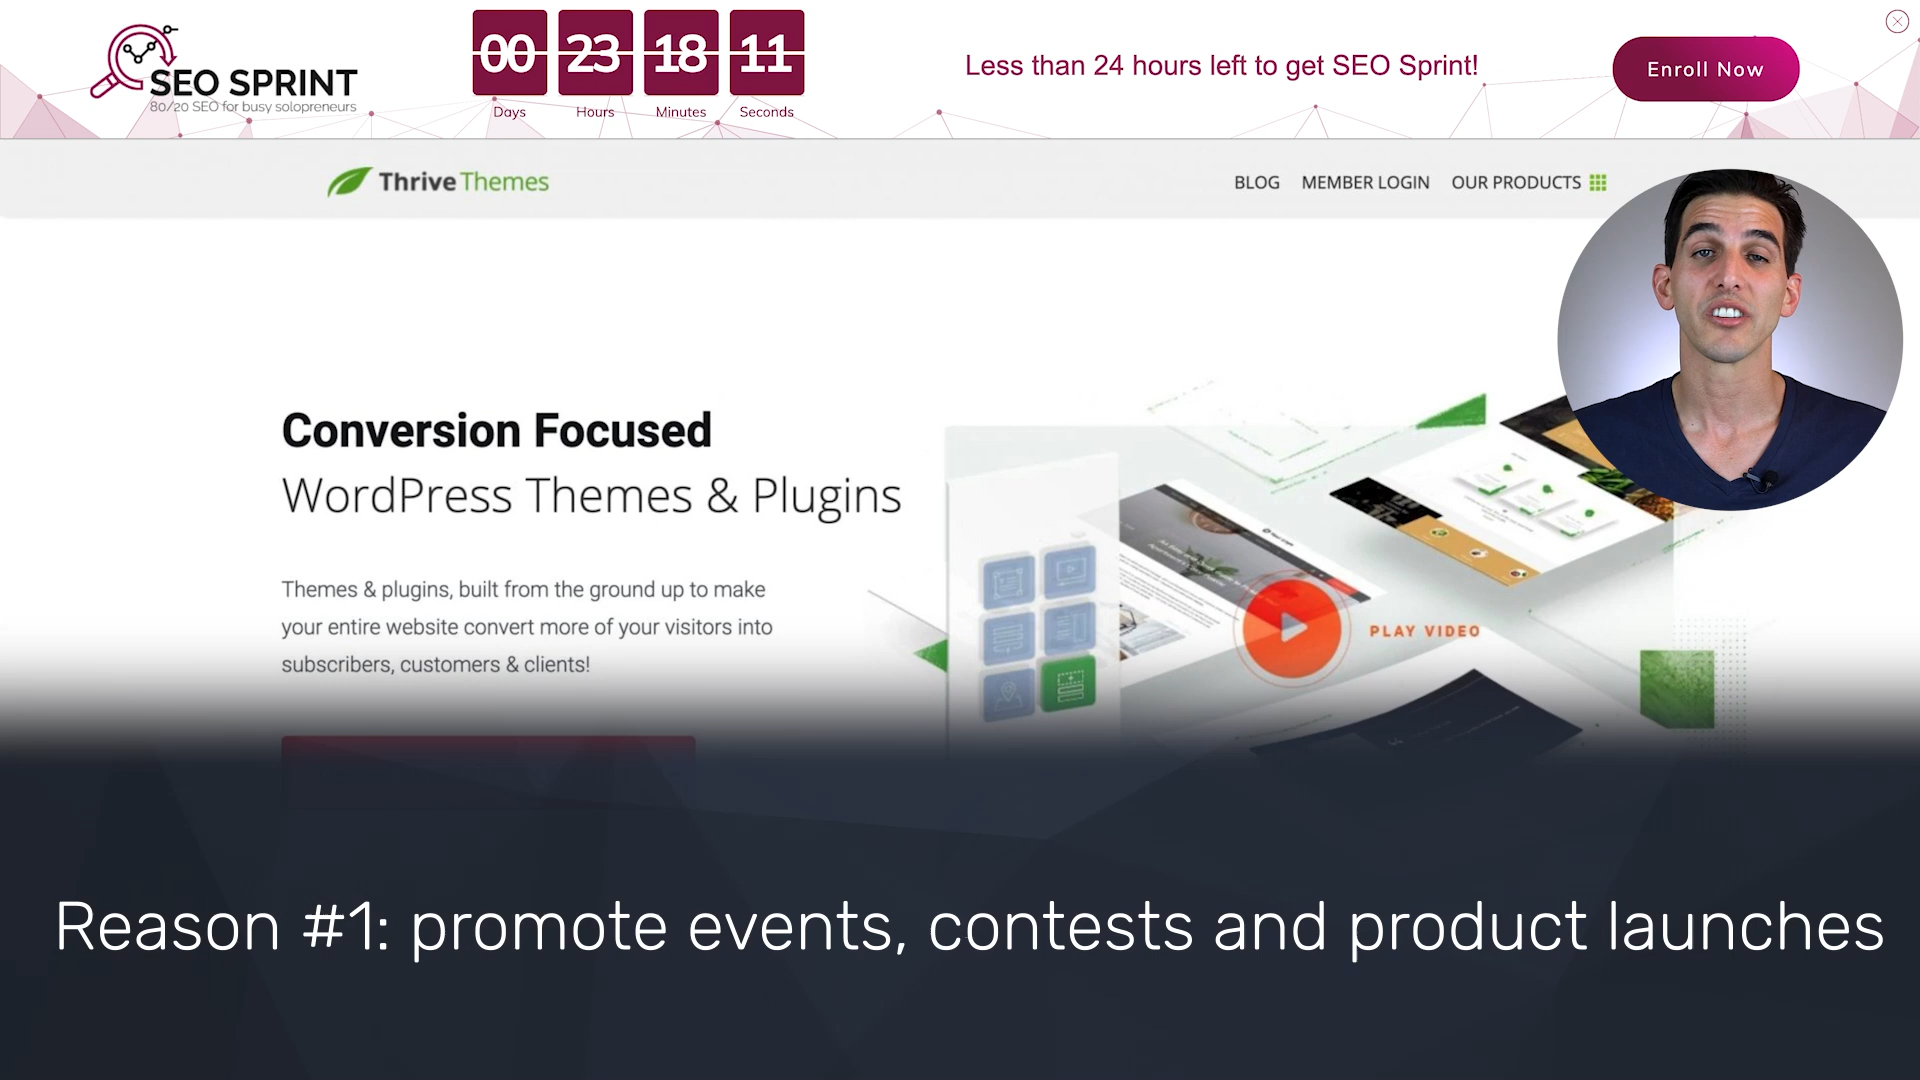 SEO SPRINT
80/20 SEO for busy solopreneurs
00 23 18 11
Days Hours Minutes Seconds
Less than 24 hours left to get SEO Sprint!
Enroll Now
Thrive Themes
BLOG MEMBER LOGIN OUR PRODUCTS
Conversion Focused
WordPress Themes & Plugins
Themes & plugins, built from the ground up to make
your entire website convert more of your visitors into
subscribers, customers & clients!
PLAY VIDEO
Reason #1: promote events, contests and product launches